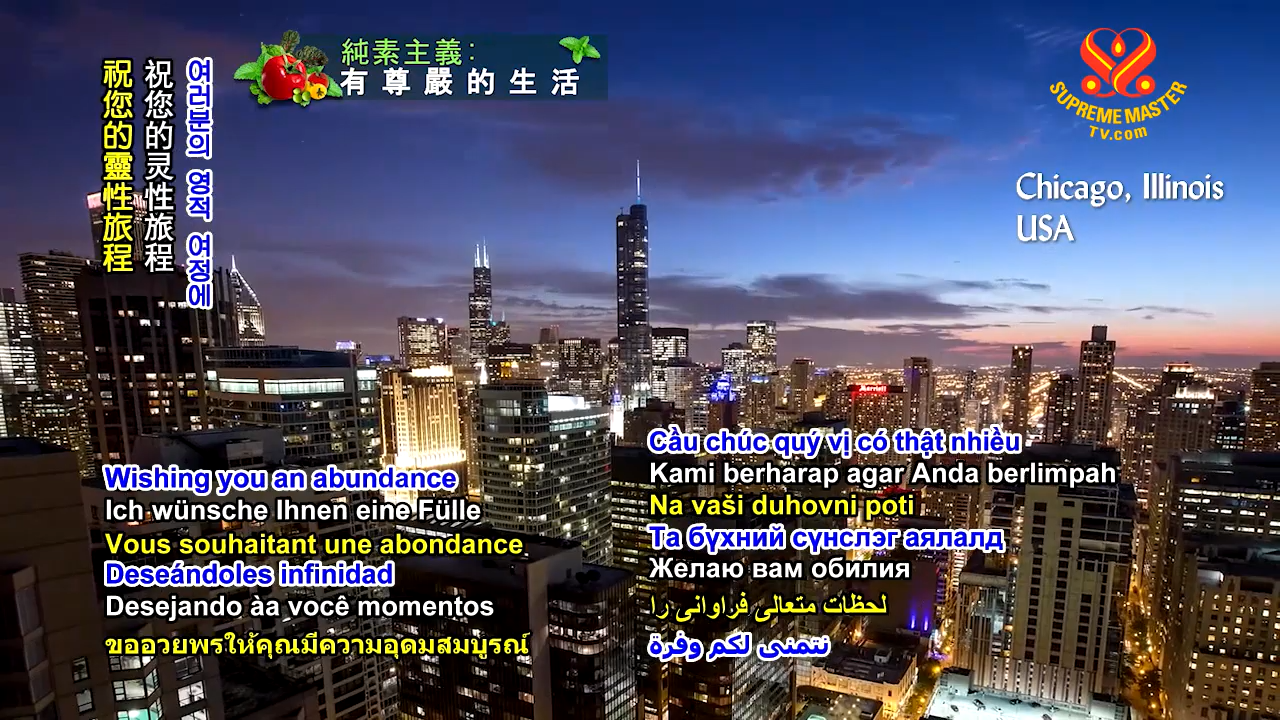 純素主義:
有尊嚴的生活
祝您的靈性旅程
祝您的灵性旅程
여러분의 영적 여정에
SUPREME MASTER
TV.com
Chicago, Illinois
USA
Marriott
Wishing you an abundance
Ich wünsche Ihnen eine Fülle
Vous souhaitant une abondance
Deseándoles infinidad
Desejando àa você momentos
ขออวยพรให้คุณมีความอุดมสมบูรณ์
Cầu chúc quý vị có thật nhiều
Kami berharap agar Anda berlimpah
Na vaši duhovni poti
Та бүхний сүнслэг аялалд
Желаю вам обилия
لحظات متعالی فراوانی را
نتمنى لكم وفرة